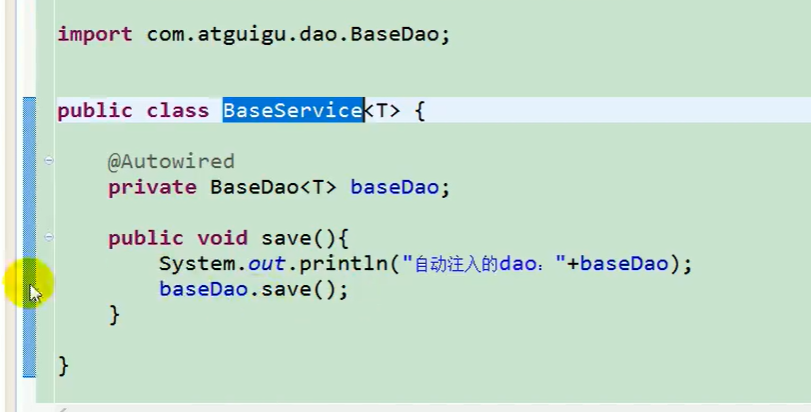 import com.atguigu.dao.BaseDao;
public class BaseService<T> {
@Autowired
private BaseDao<T> baseDao;
public void save(){
System.out.println("自动注入的dao："+baseDao);
baseDao.save();
}
}